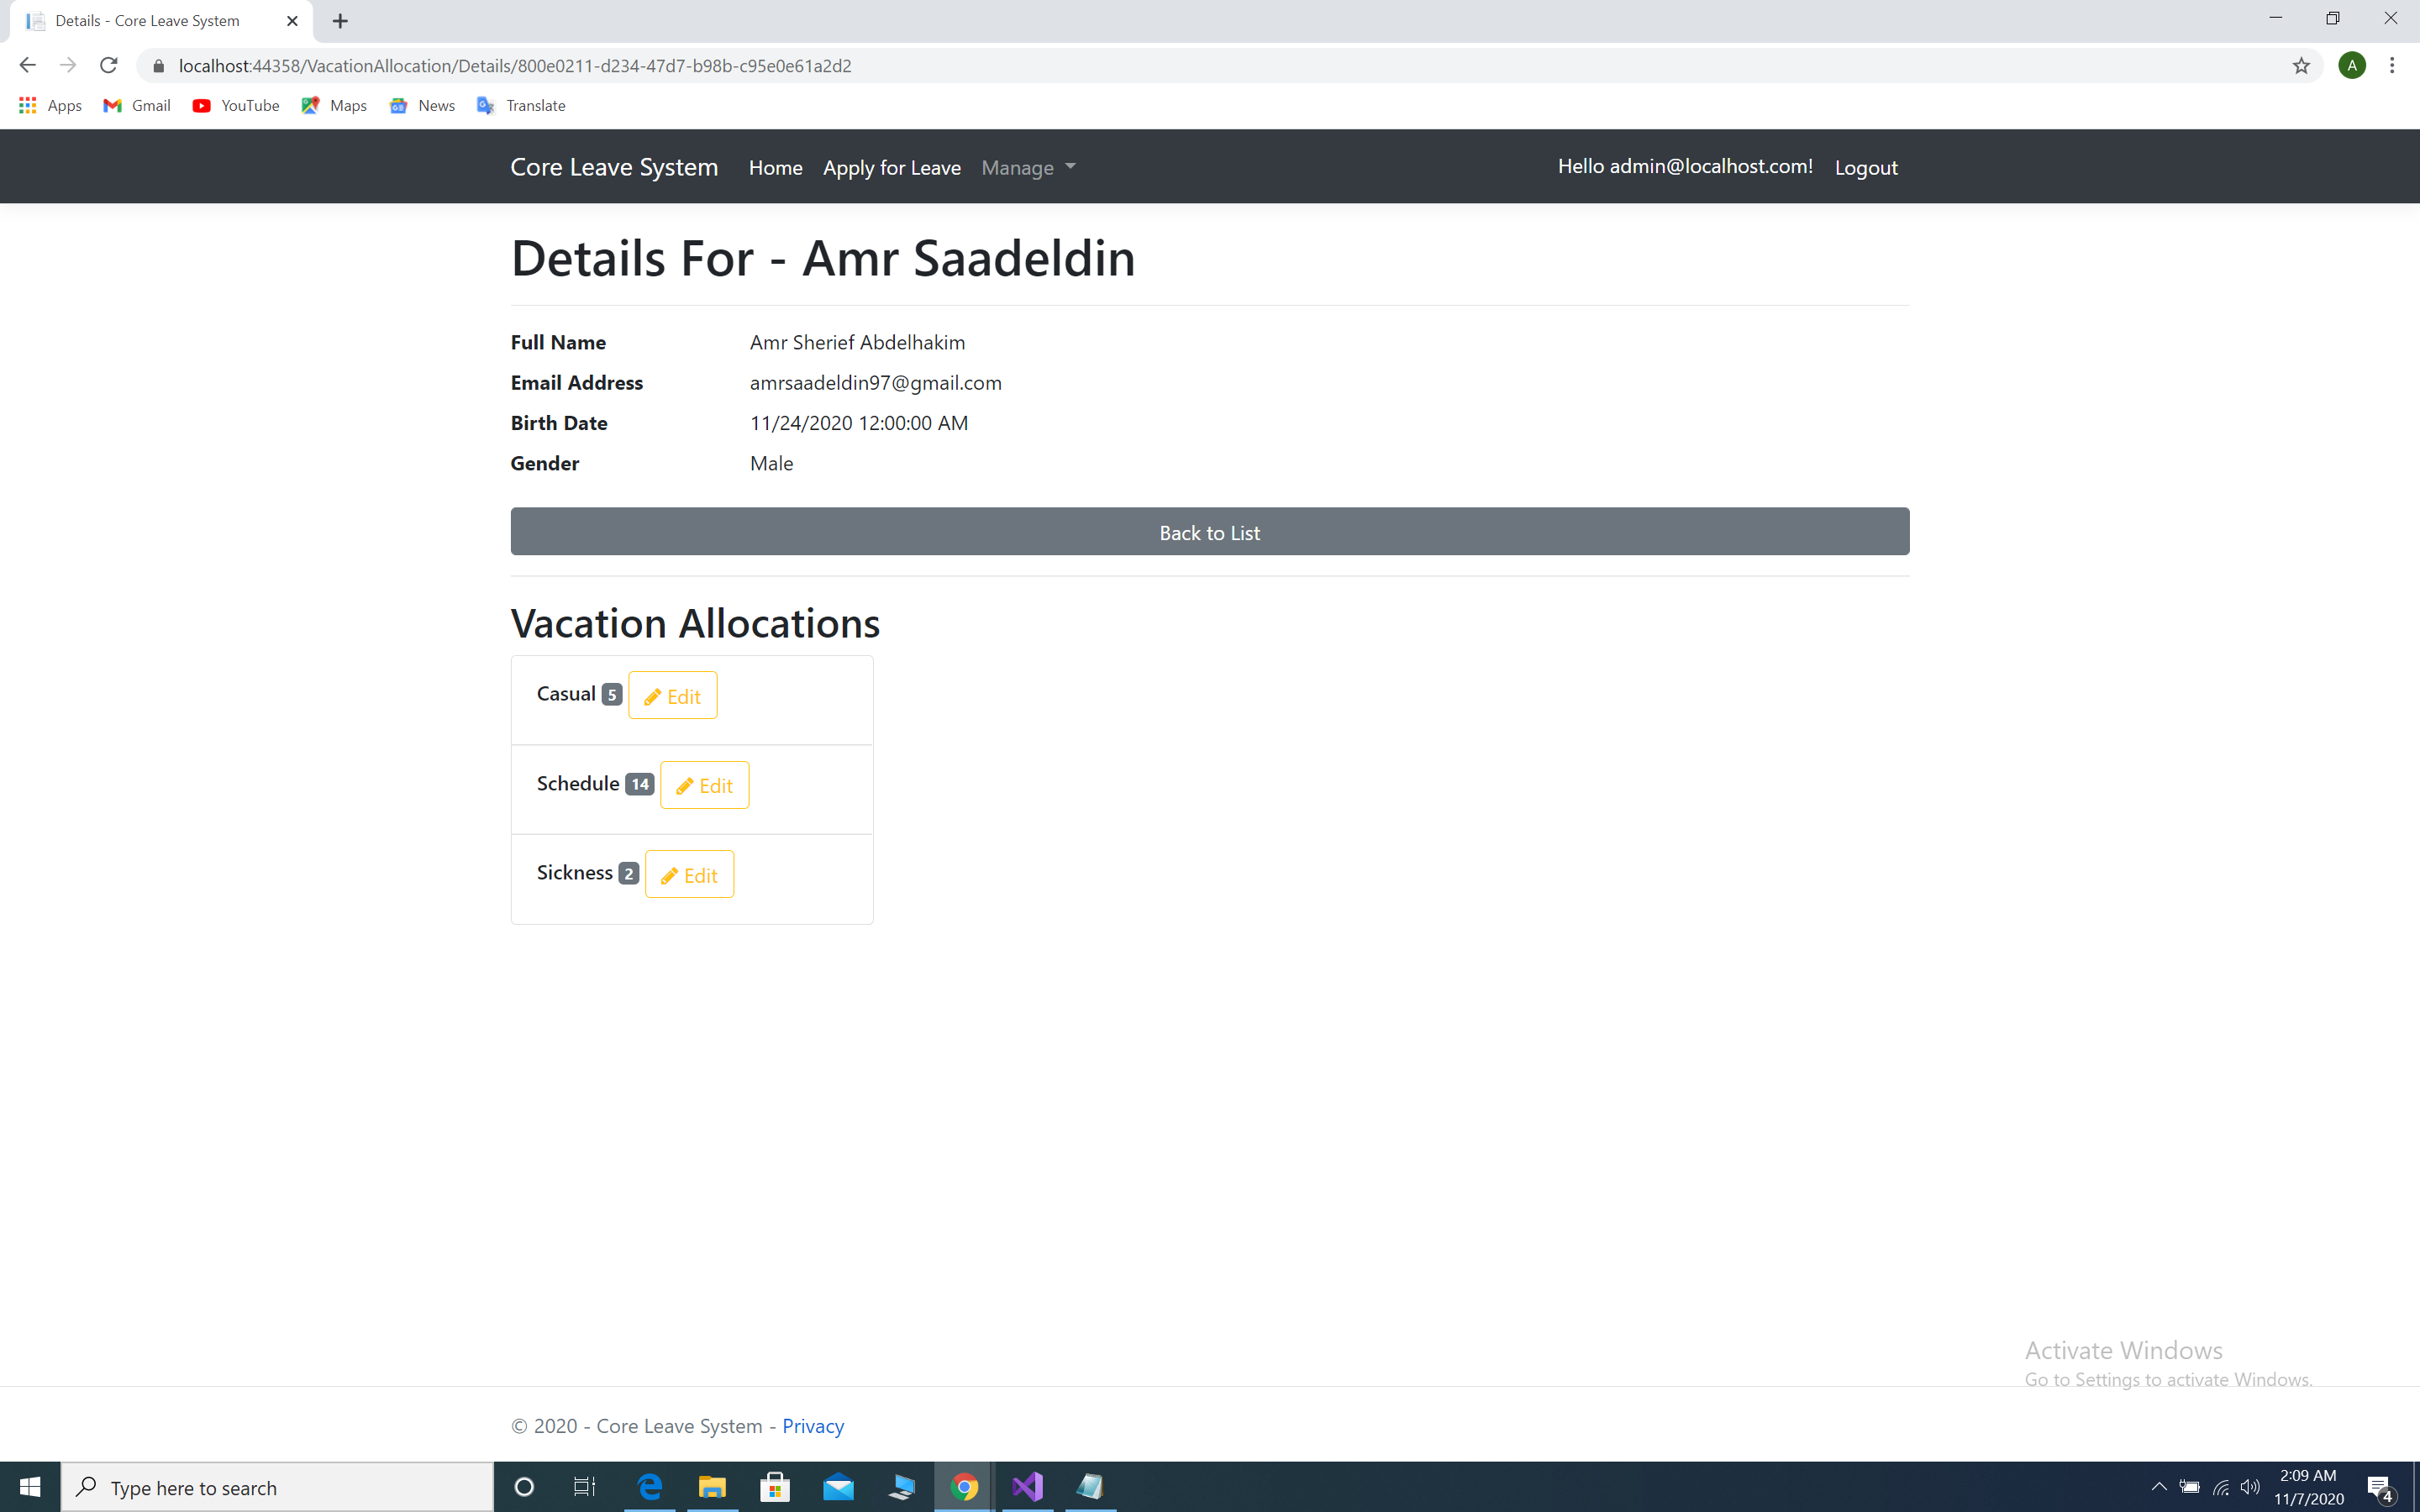 Details - Core Leave System
localhost:44358/VacationAllocation/Details/800e0211-d234-47d7-b98b-c95e0e61a2d2
A
Apps Gmail YouTube Maps News Translate
Core Leave System Home Apply for Leave Manage Hello admin@localhost.com! Logout
Details For - Amr Saadeldin
Full Name Amr Sherief Abdelhakim
Email Address amrsaadeldin97@gmail.com
Birth Date 11/24/2020 12:00:00 AM
Gender Male
Back to List
Vacation Allocations
Casual 5 Edit
Schedule 14 Edit
Sickness 2 Edit
Activate Windows
Go to Settings to activate Windows.
© 2020 - Core Leave System - Privacy
Type here to search
2:09 AM
11/7/2020
4